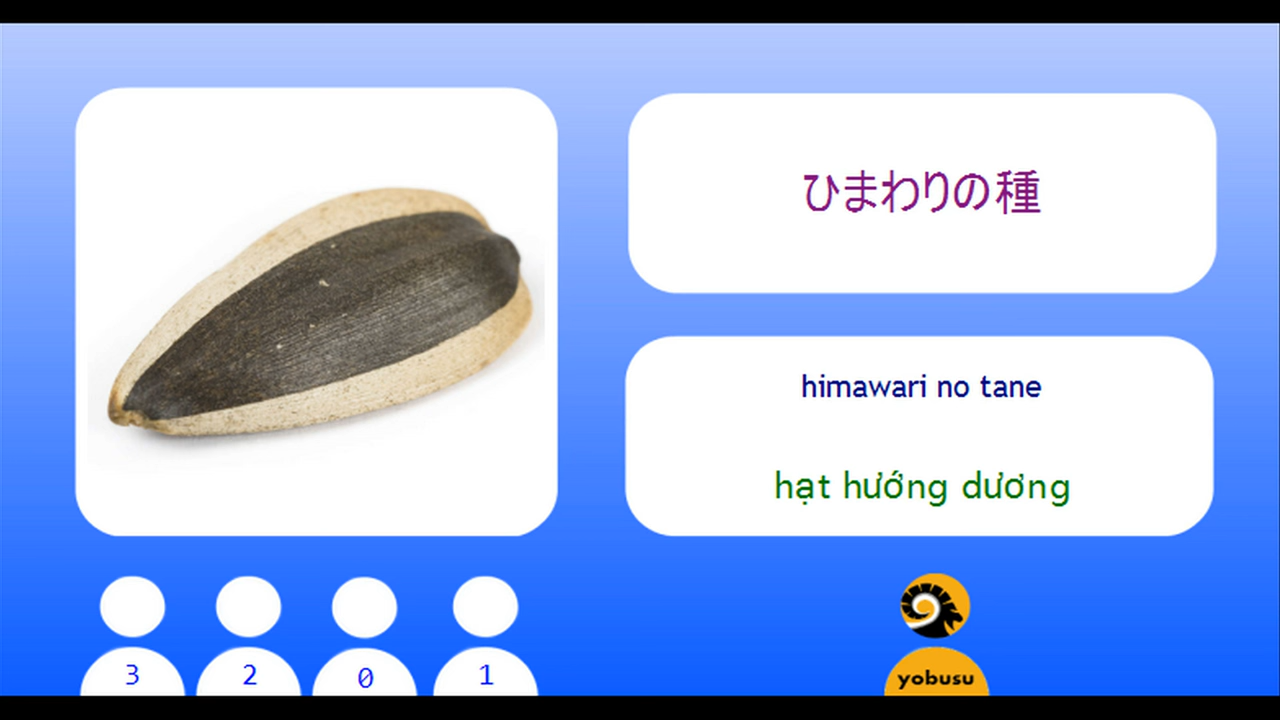 ひまわりの種
himawari no tane
hạt hướng dương
3 2 0 1
yobusu